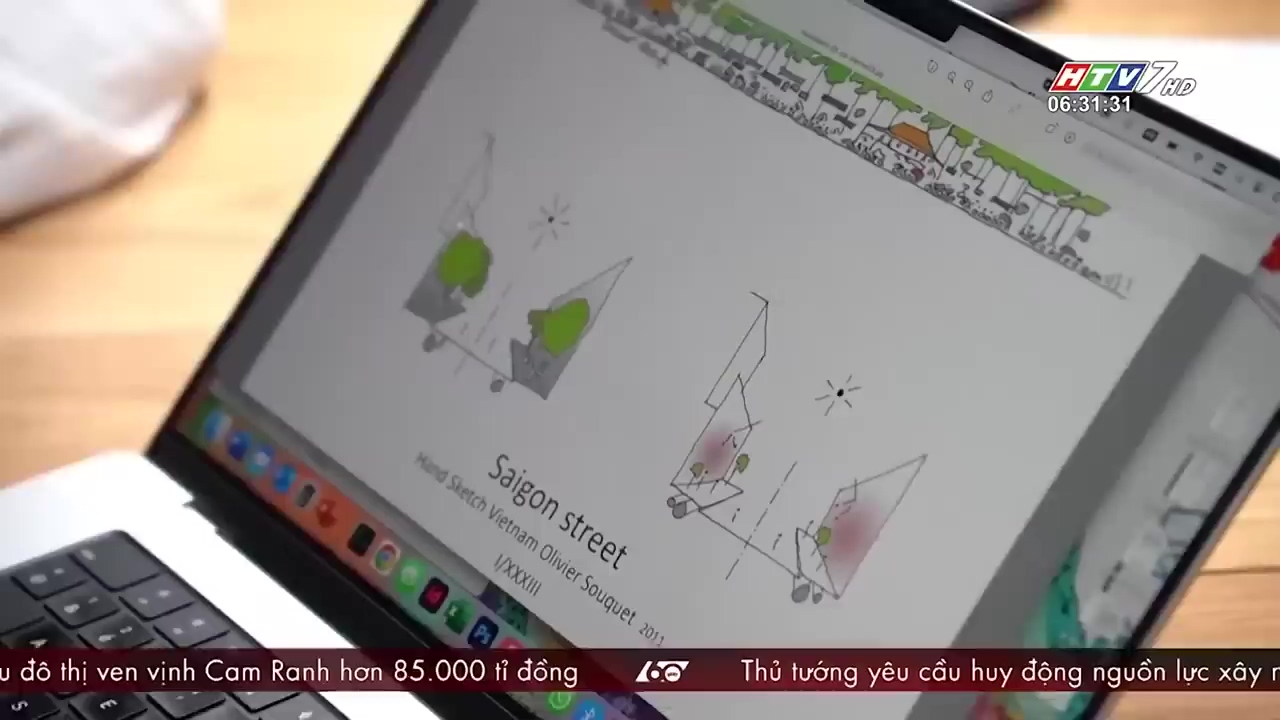 HTV7 HD
06:31:31
Saigon street
Hand Sketch Vietnam Olivier Souquet 2011
I/XXXIII
đô thị ven vịnh Cam Ranh hơn 85.000 tỉ đồng
60
Thủ tướng yêu cầu huy động nguồn lực xây